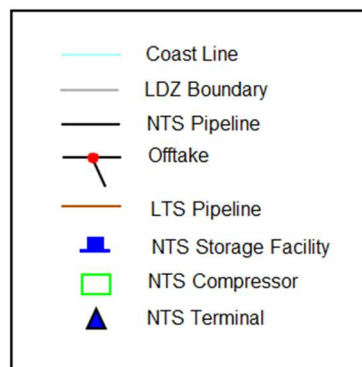 Coast Line
LDZ Boundary
NTS Pipeline
Offtake
LTS Pipeline
NTS Storage Facility
NTS Compressor
NTS Terminal